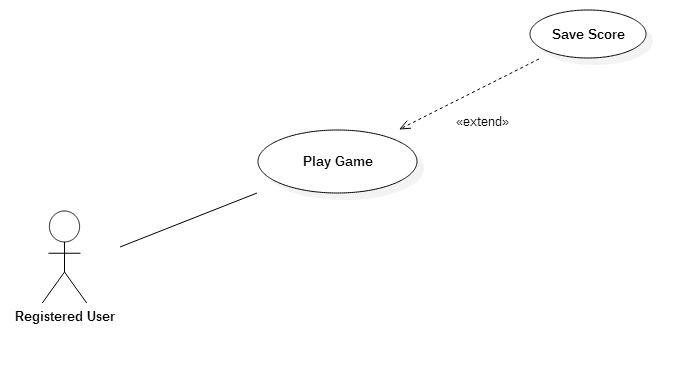 Save Score
«extend»
Play Game
Registered User